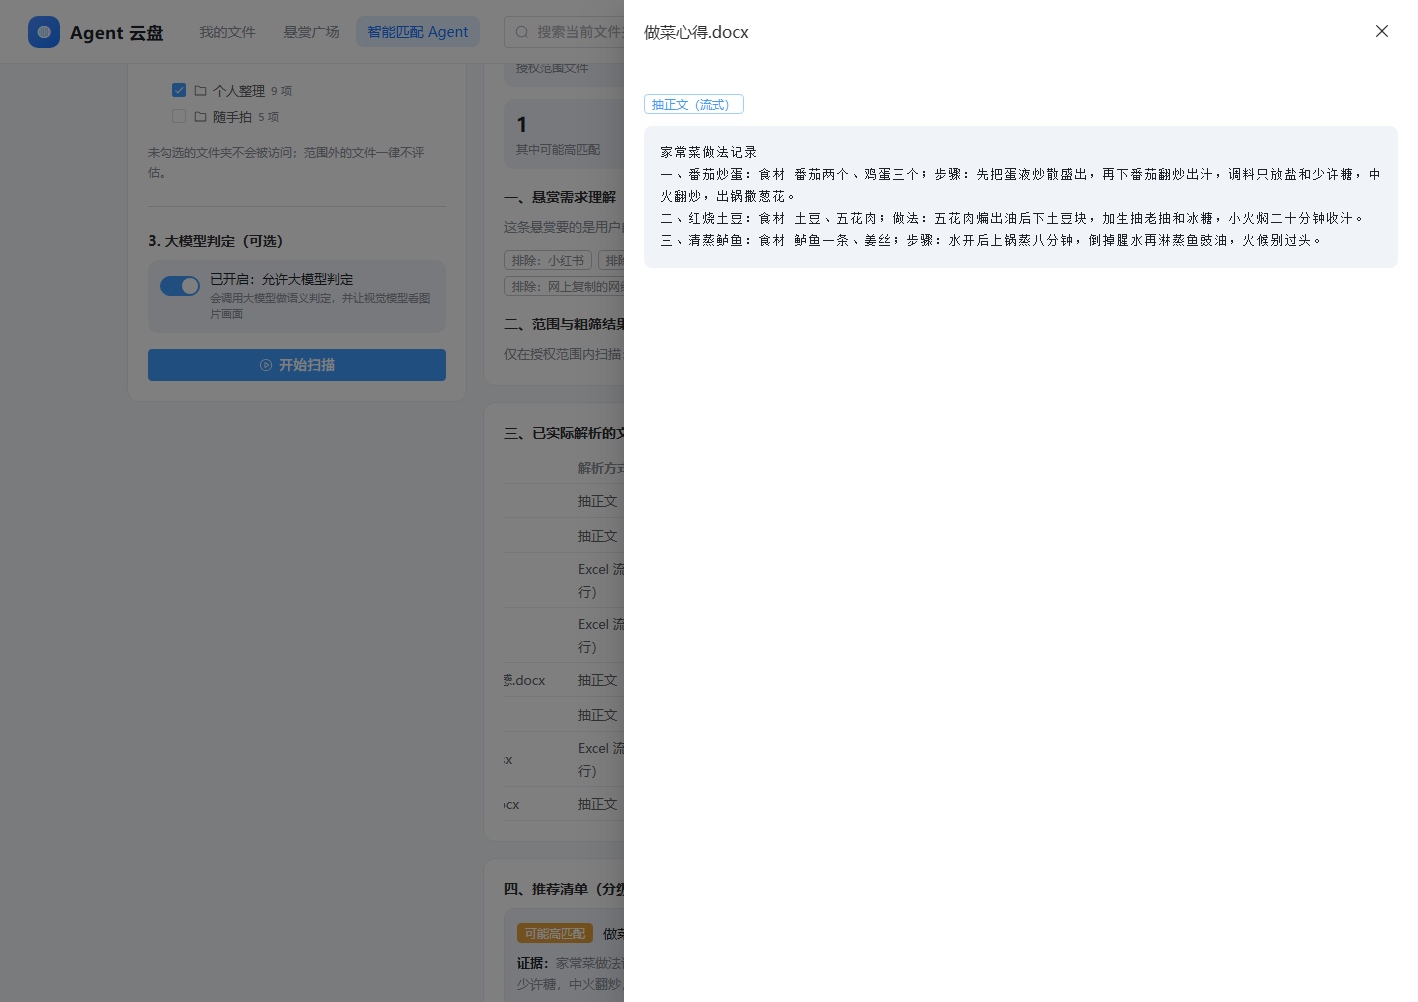 Agent 云盘
我的文件
悬赏广场
智能匹配 Agent
搜索当前文件
个人整理 9 项
随手拍 5 项
未勾选的文件夹不会被访问；范围外的文件一律不评
估。
3. 大模型判定（可选）
已开启：允许大模型判定
会调用大模型做语义判定，并让视觉模型看图
片画面
开始扫描
授权范围文件
1
其中可能高匹配
一、悬赏需求理解
这条悬赏要的是用户
排除：小红书
排除：网上复制的网
二、范围与粗筛结果
仅在授权范围内扫描
三、已实际解析的文
解析方式
抽正文
抽正文
Excel 流
行）
Excel 流
行）
.docx 抽正文
抽正文
Excel 流
行）
抽正文
四、推荐清单（分级
可能高匹配 做菜
证据：家常菜做法
少许糖，中火翻炒
做菜心得.docx
抽正文（流式）
家常菜做法记录
一、番茄炒蛋：食材 番茄两个、鸡蛋三个；步骤：先把蛋液炒散盛出，再下番茄翻炒出汁，调料只放盐和少许糖，中
火翻炒，出锅撒葱花。
二、红烧土豆：食材 土豆、五花肉；做法：五花肉煸出油后下土豆块，加生抽老抽和冰糖，小火焖二十分钟收汁。
三、清蒸鲈鱼：食材 鲈鱼一条、姜丝；步骤：水开后上锅蒸八分钟，倒掉腥水再淋蒸鱼豉油，火候别过头。